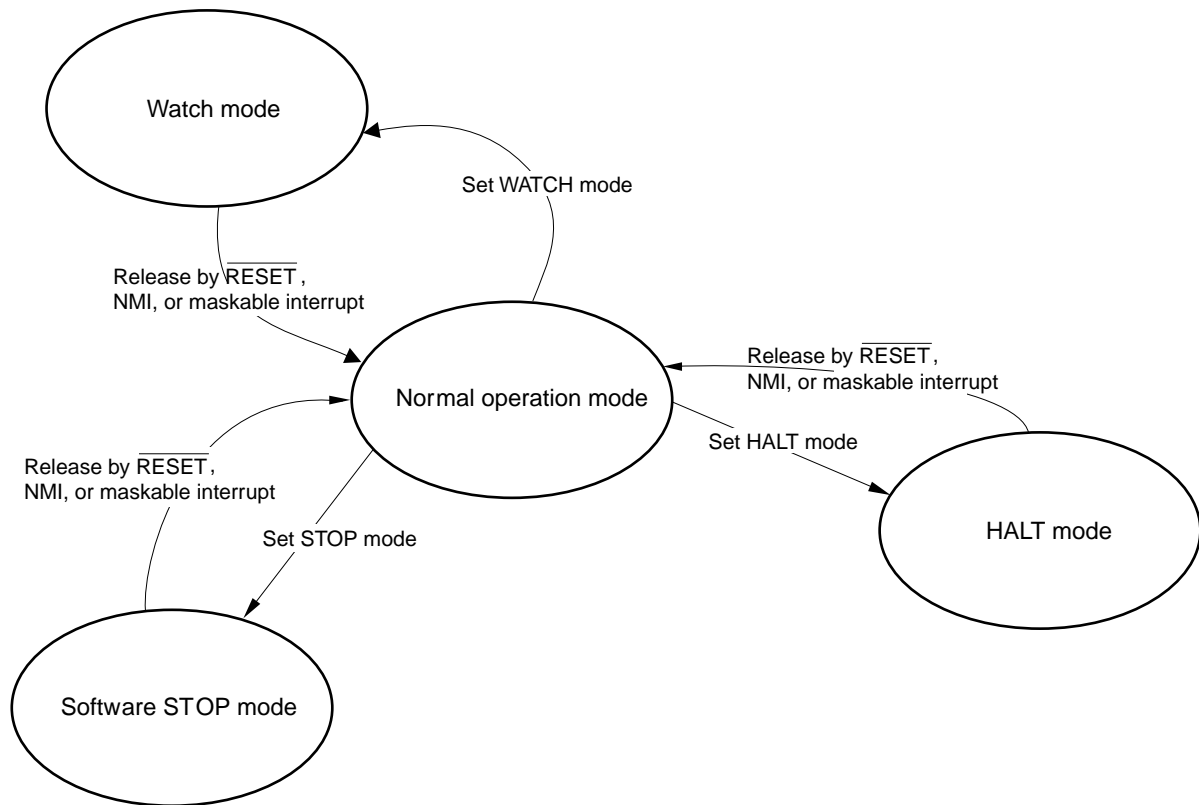 Watch mode
Set WATCH mode
Release by RESET,
NMI, or maskable interrupt
Normal operation mode
Release by RESET,
NMI, or maskable interrupt
Set HALT mode
Release by RESET,
NMI, or maskable interrupt
Set STOP mode
HALT mode
Software STOP mode